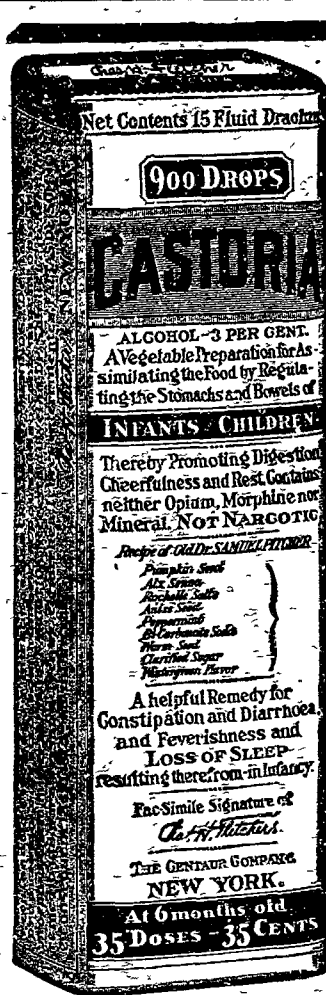 Chas. H. Fletcher
Net Contents 15 Fluid Drachms
900 DROPS
CASTORIA
ALCOHOL-3 PER CENT.
A Vegetable Preparation for As-
similating the Food by Regula-
ting the Stomachs and Bowels of
INFANTS CHILDREN
Thereby Promoting Digestion
Cheerfulness and Rest. Contains
neither Opium, Morphine nor
Mineral. NOT NARCOTIC
Recipe of Old Dr. SAMUEL PITCHER
Pumpkin Seed
Alx. Senna
Rochelle Salts
Anise Seed
Peppermint
Bi-Carbonate Soda
Worm Seed
Clarified Sugar
Wintergreen Flavor
A helpful Remedy for
Constipation and Diarrhoea,
and Feverishness and
LOSS OF SLEEP
resulting therefrom-in Infancy.
Fac-Simile Signature of
Chas. H. Fletcher.
THE CENTAUR COMPANY.
NEW YORK.
At 6 months old
35 DOSES - 35 CENTS